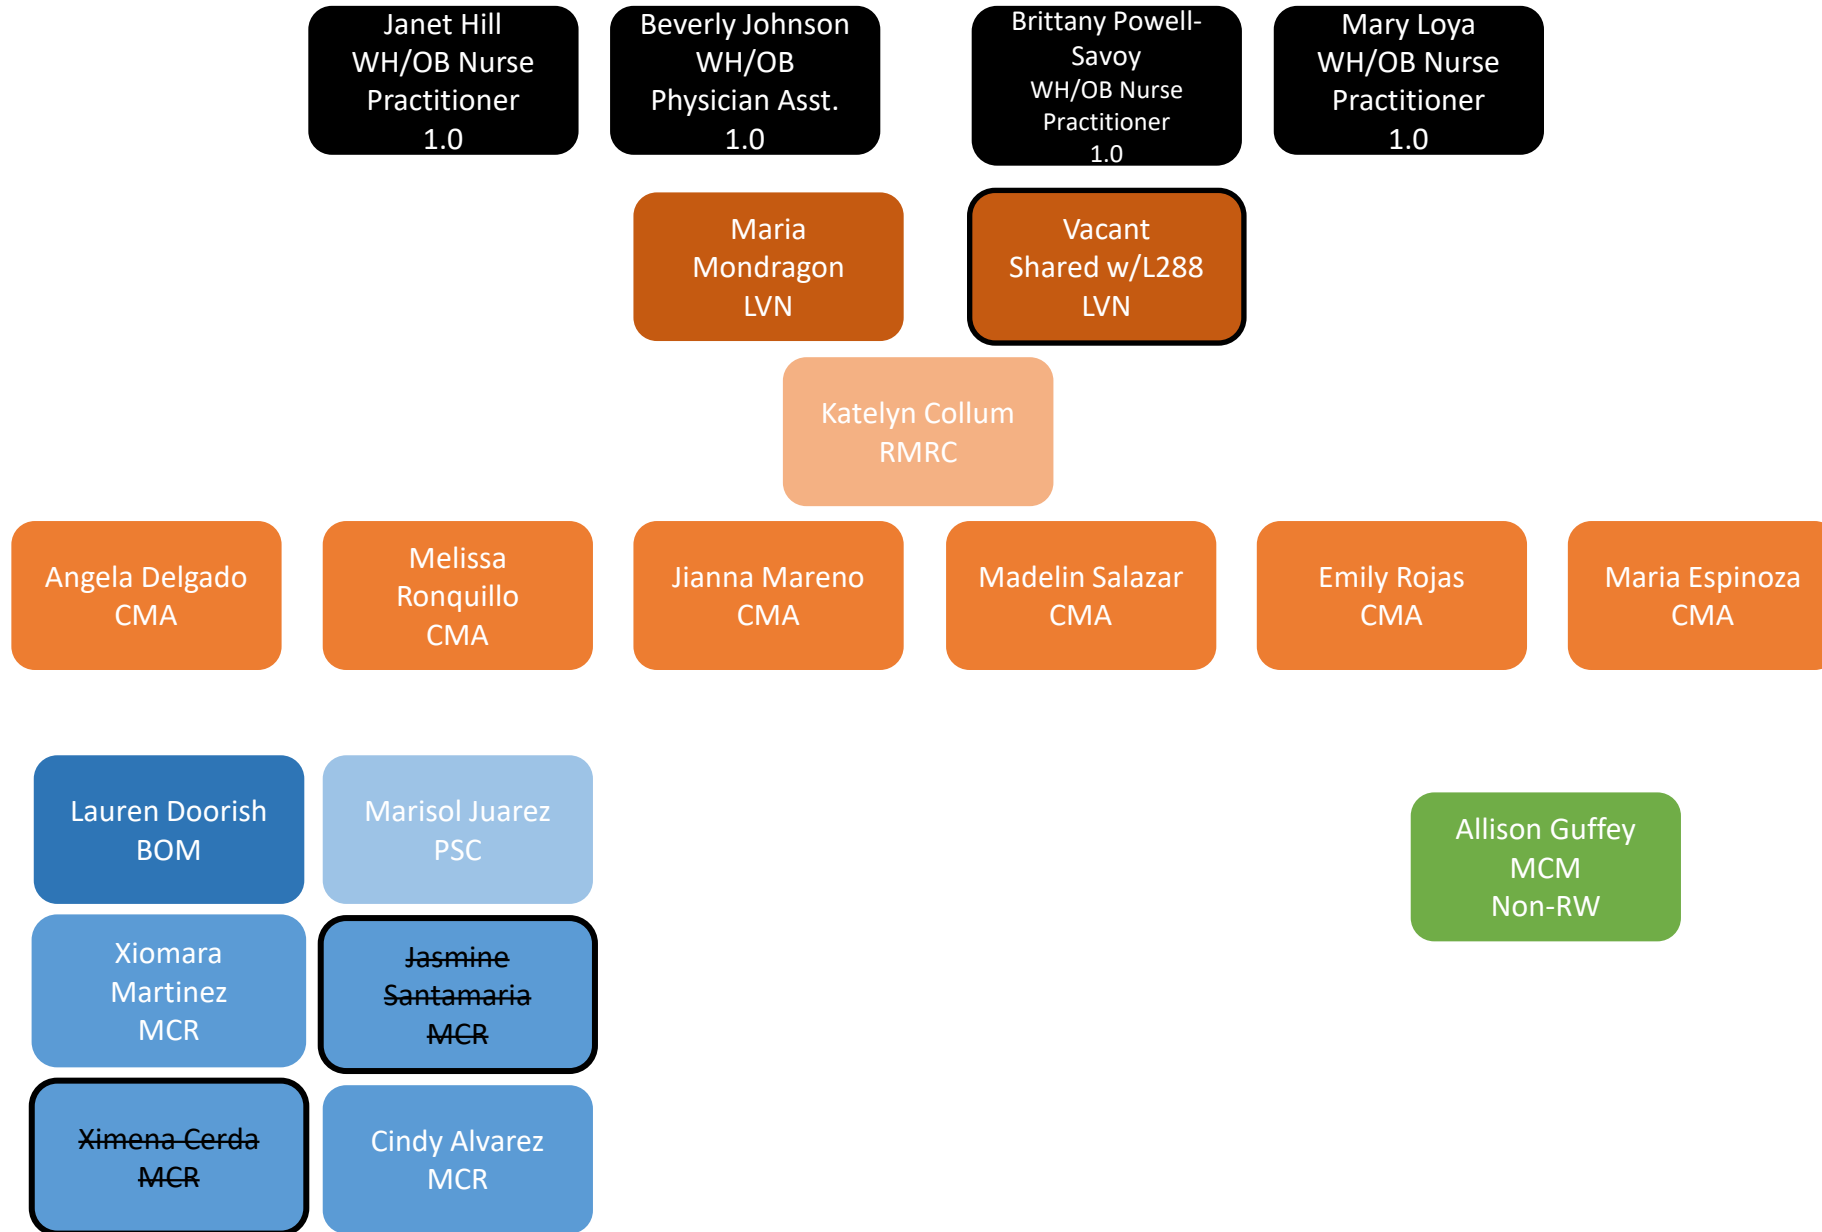 Janet Hill
WH/OB Nurse
Practitioner
1.0
Beverly Johnson
WH/OB
Physician Asst.
1.0
Brittany Powell-
Savoy
WH/OB Nurse
Practitioner
1.0
Mary Loya
WH/OB Nurse
Practitioner
1.0
Maria
Mondragon
LVN
Vacant
Shared w/L288
LVN
Katelyn Collum
RMRC
Angela Delgado
CMA
Melissa
Ronquillo
CMA
Jianna Mareno
CMA
Madelin Salazar
CMA
Emily Rojas
CMA
Maria Espinoza
CMA
Lauren Doorish
BOM
Marisol Juarez
PSC
Allison Guffey
MCM
Non-RW
Xiomara
Martinez
MCR
Jasmine
Santamaria
MCR
Ximena Cerda
MCR
Cindy Alvarez
MCR